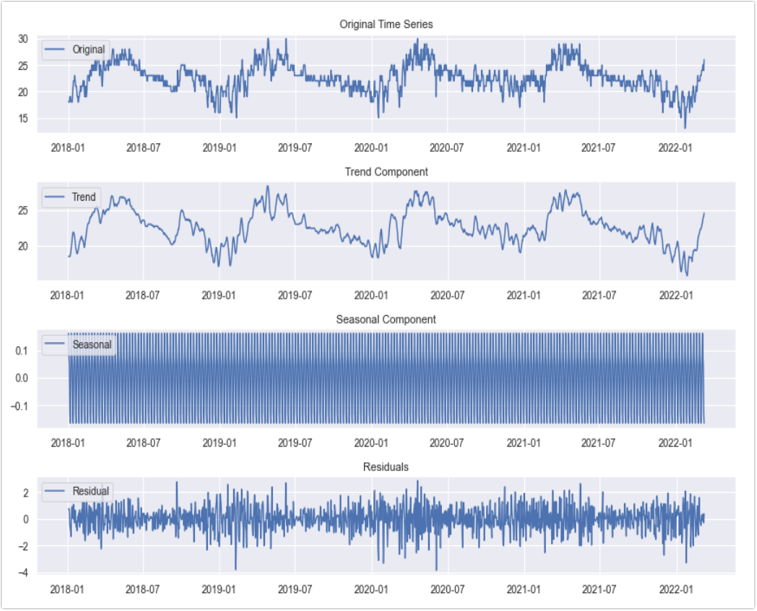 Original Time Series
Original
30
25
20
15
2018-01 2018-07 2019-01 2019-07 2020-01 2020-07 2021-01 2021-07 2022-01
Trend Component
Trend
25
20
2018-01 2018-07 2019-01 2019-07 2020-01 2020-07 2021-01 2021-07 2022-01
Seasonal Component
Seasonal
0.1
0.0
−0.1
2018-01 2018-07 2019-01 2019-07 2020-01 2020-07 2021-01 2021-07 2022-01
Residuals
Residual
2
0
−2
−4
2018-01 2018-07 2019-01 2019-07 2020-01 2020-07 2021-01 2021-07 2022-01